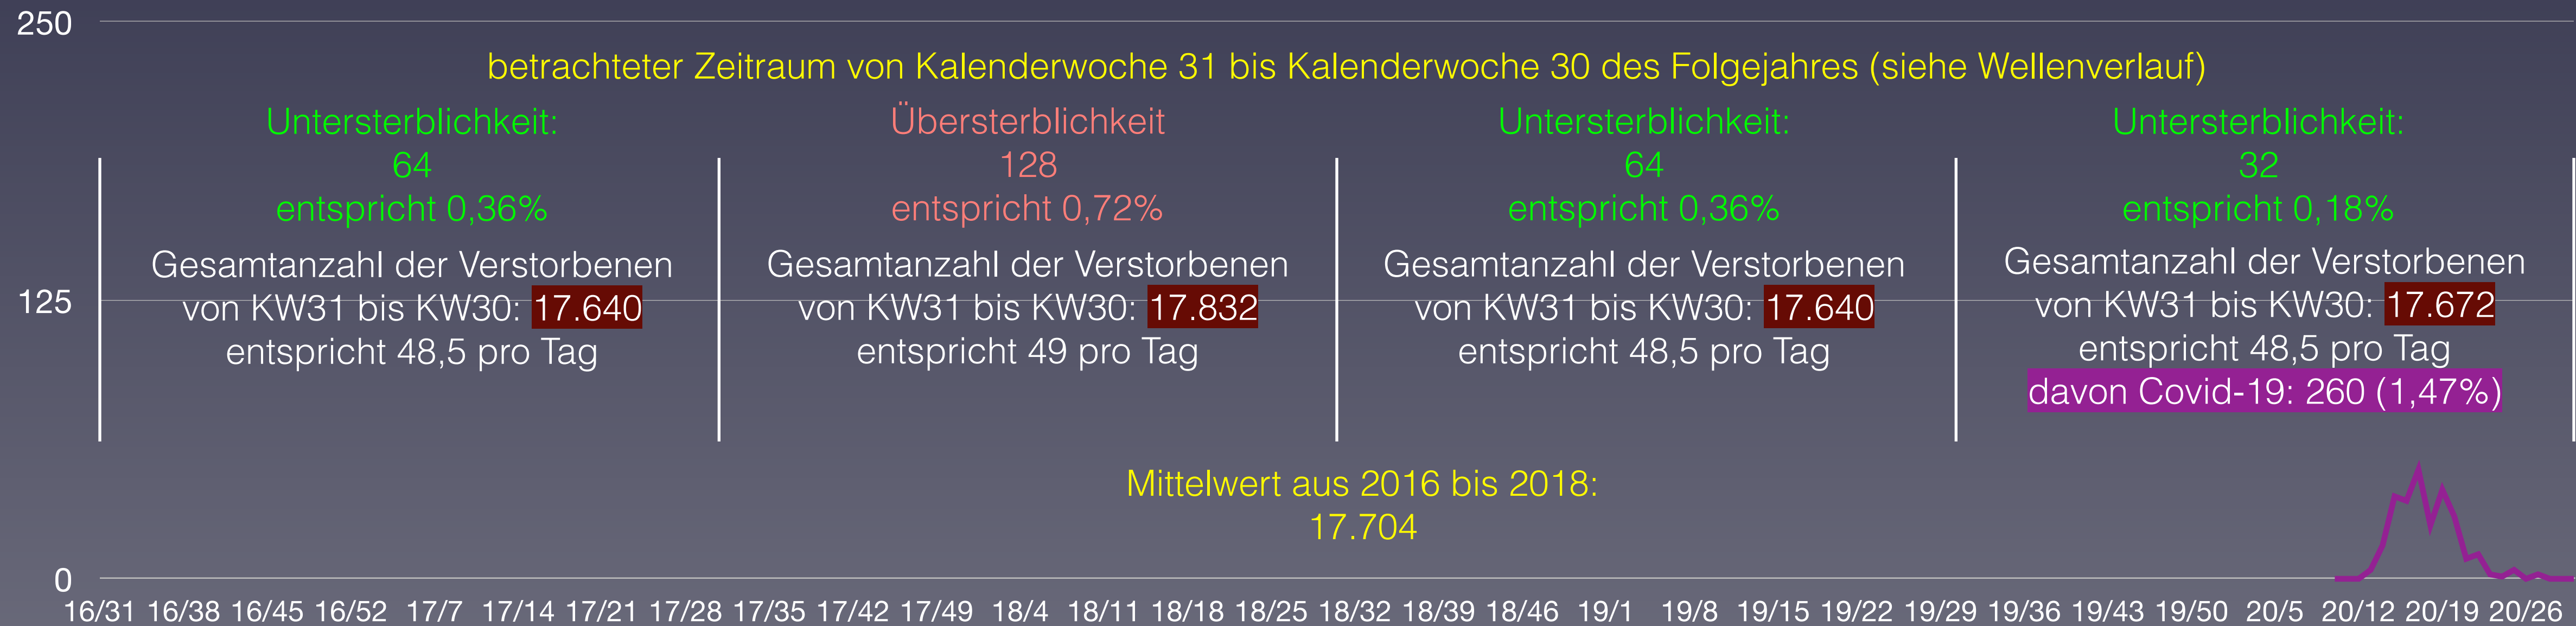 250
betrachteter Zeitraum von Kalenderwoche 31 bis Kalenderwoche 30 des Folgejahres (siehe Wellenverlauf)
Untersterblichkeit:
64
entspricht 0,36%
Gesamtanzahl der Verstorbenen
von KW31 bis KW30: 17.640
entspricht 48,5 pro Tag
Übersterblichkeit
128
entspricht 0,72%
Gesamtanzahl der Verstorbenen
von KW31 bis KW30: 17.832
entspricht 49 pro Tag
Untersterblichkeit:
64
entspricht 0,36%
Gesamtanzahl der Verstorbenen
von KW31 bis KW30: 17.640
entspricht 48,5 pro Tag
Untersterblichkeit:
32
entspricht 0,18%
Gesamtanzahl der Verstorbenen
von KW31 bis KW30: 17.672
entspricht 48,5 pro Tag
davon Covid-19: 260 (1,47%)
125
Mittelwert aus 2016 bis 2018:
17.704
0
16/31 16/38 16/45 16/52 17/7 17/14 17/21 17/28 17/35 17/42 17/49 18/4 18/11 18/18 18/25 18/32 18/39 18/46 19/1 19/8 19/15 19/22 19/29 19/36 19/43 19/50 20/5 20/12 20/19 20/26